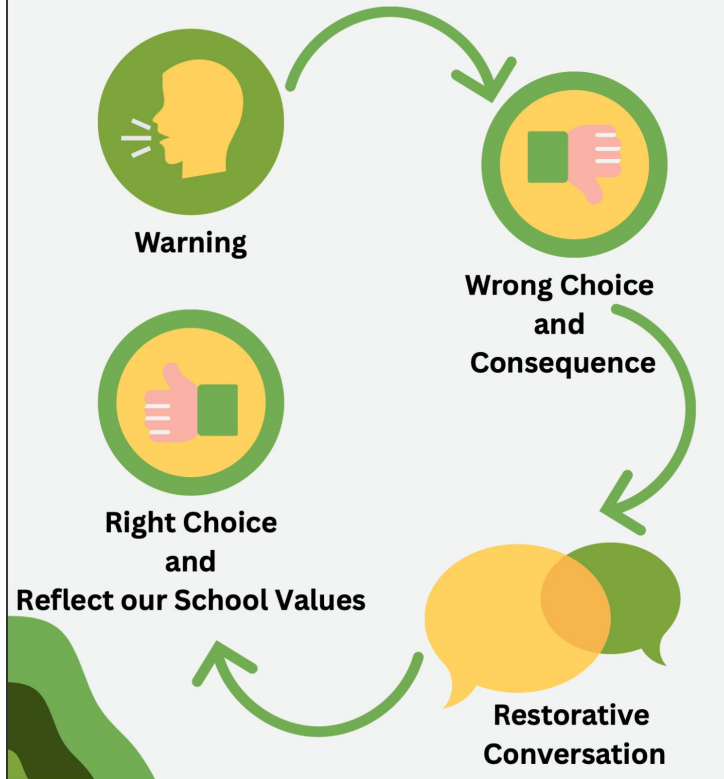 Warning
Wrong Choice
and
Consequence
Restorative
Conversation
Right Choice
and
Reflect our School Values